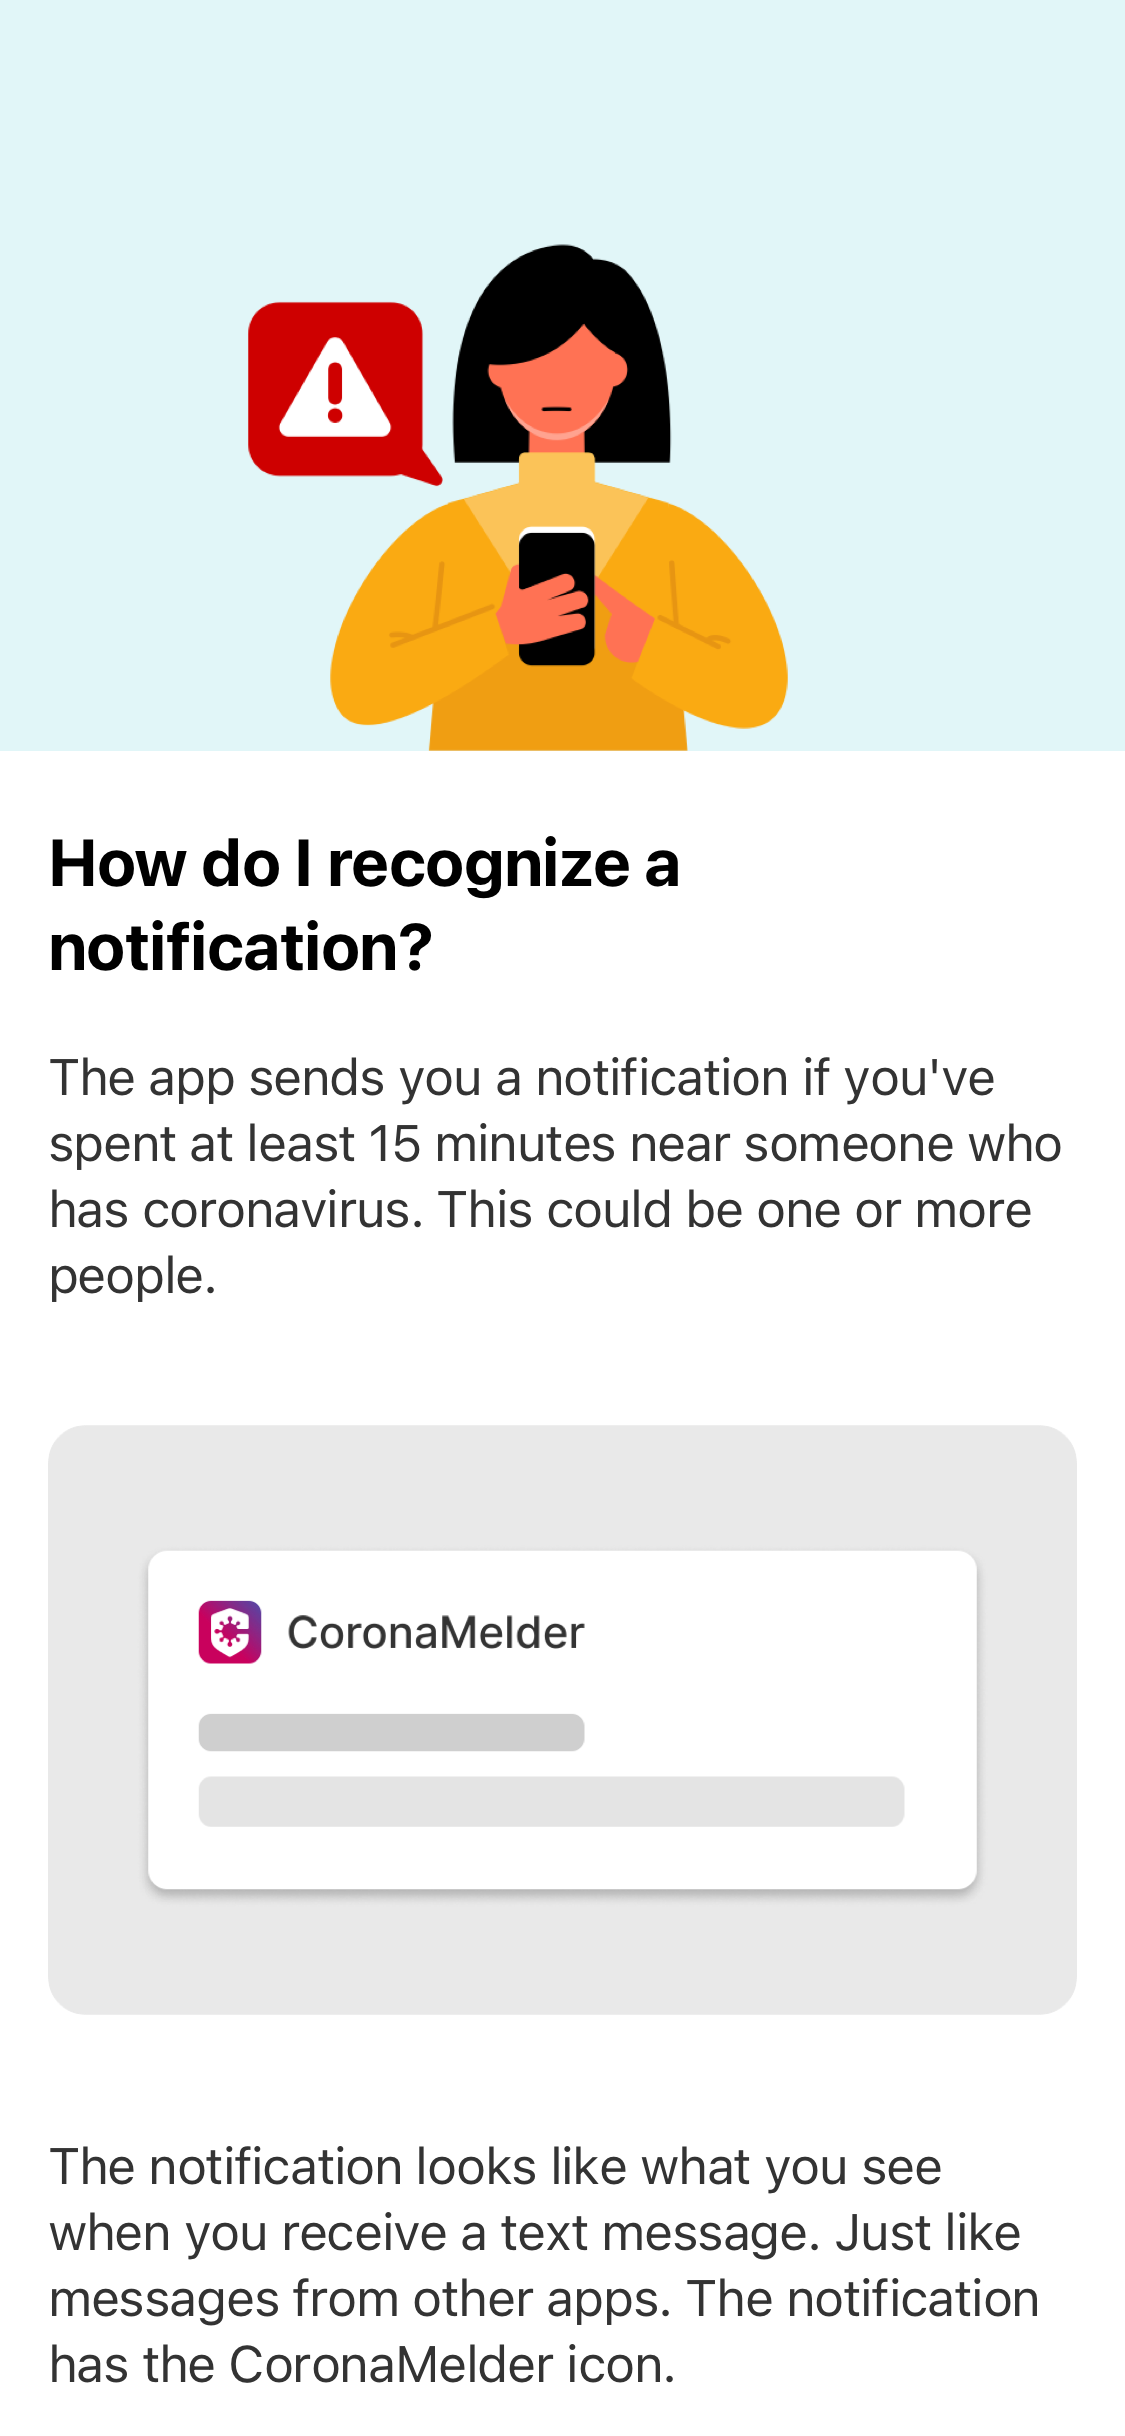 How do I recognize a
notification?
The app sends you a notification if you've
spent at least 15 minutes near someone who
has coronavirus. This could be one or more
people.
CoronaMelder
The notification looks like what you see
when you receive a text message. Just like
messages from other apps. The notification
has the CoronaMelder icon.